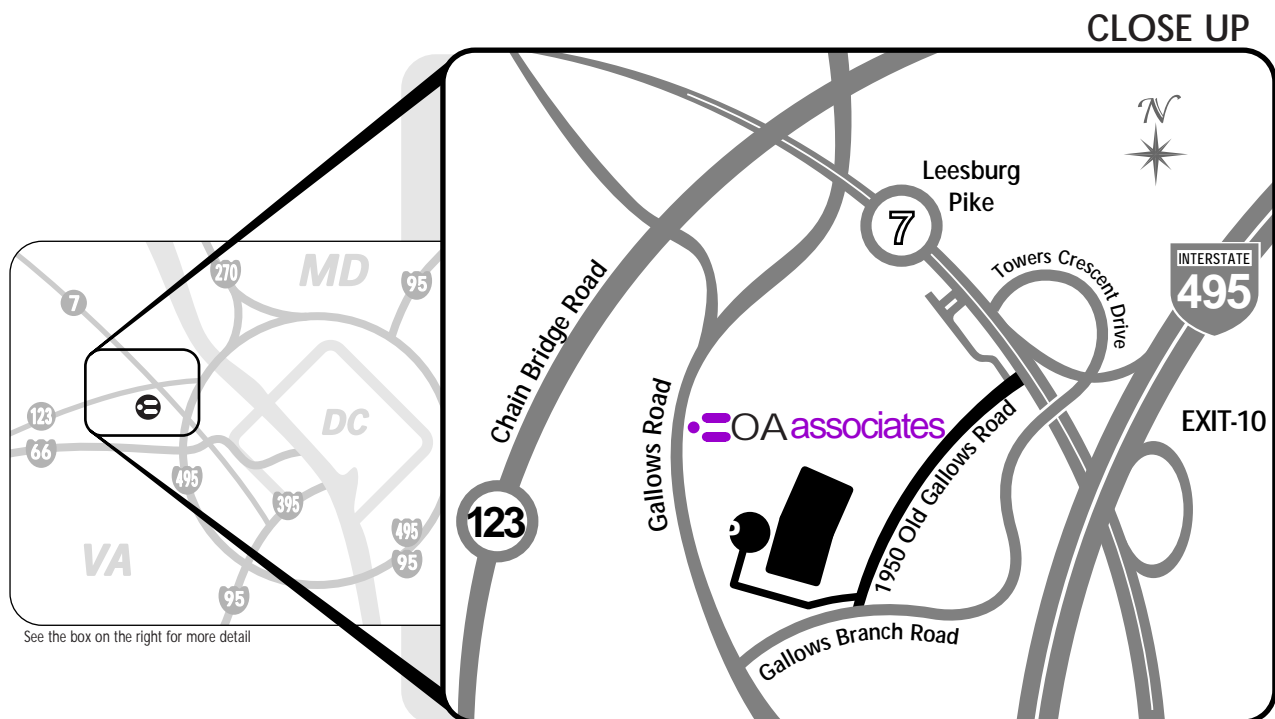 CLOSE UP
N
Leesburg
Pike
7
Towers Crescent Drive
INTERSTATE
495
EXIT-10
Chain Bridge Road
123
Gallows Road
OA associates
1950 Old Gallows Road
Gallows Branch Road
P
270
MD
95
7
123
66
DC
495
395
495
95
VA
95
See the box on the right for more detail